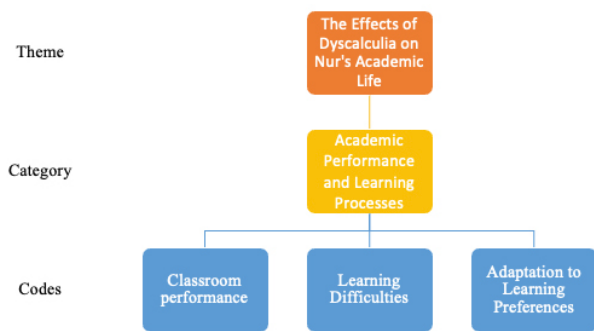 Theme
The Effects of
Dyscalculia on
Nur's Academic
Life
Category
Academic
Performance
and Learning
Processes
Codes
Classroom
performance
Learning
Difficulties
Adaptation to
Learning
Preferences